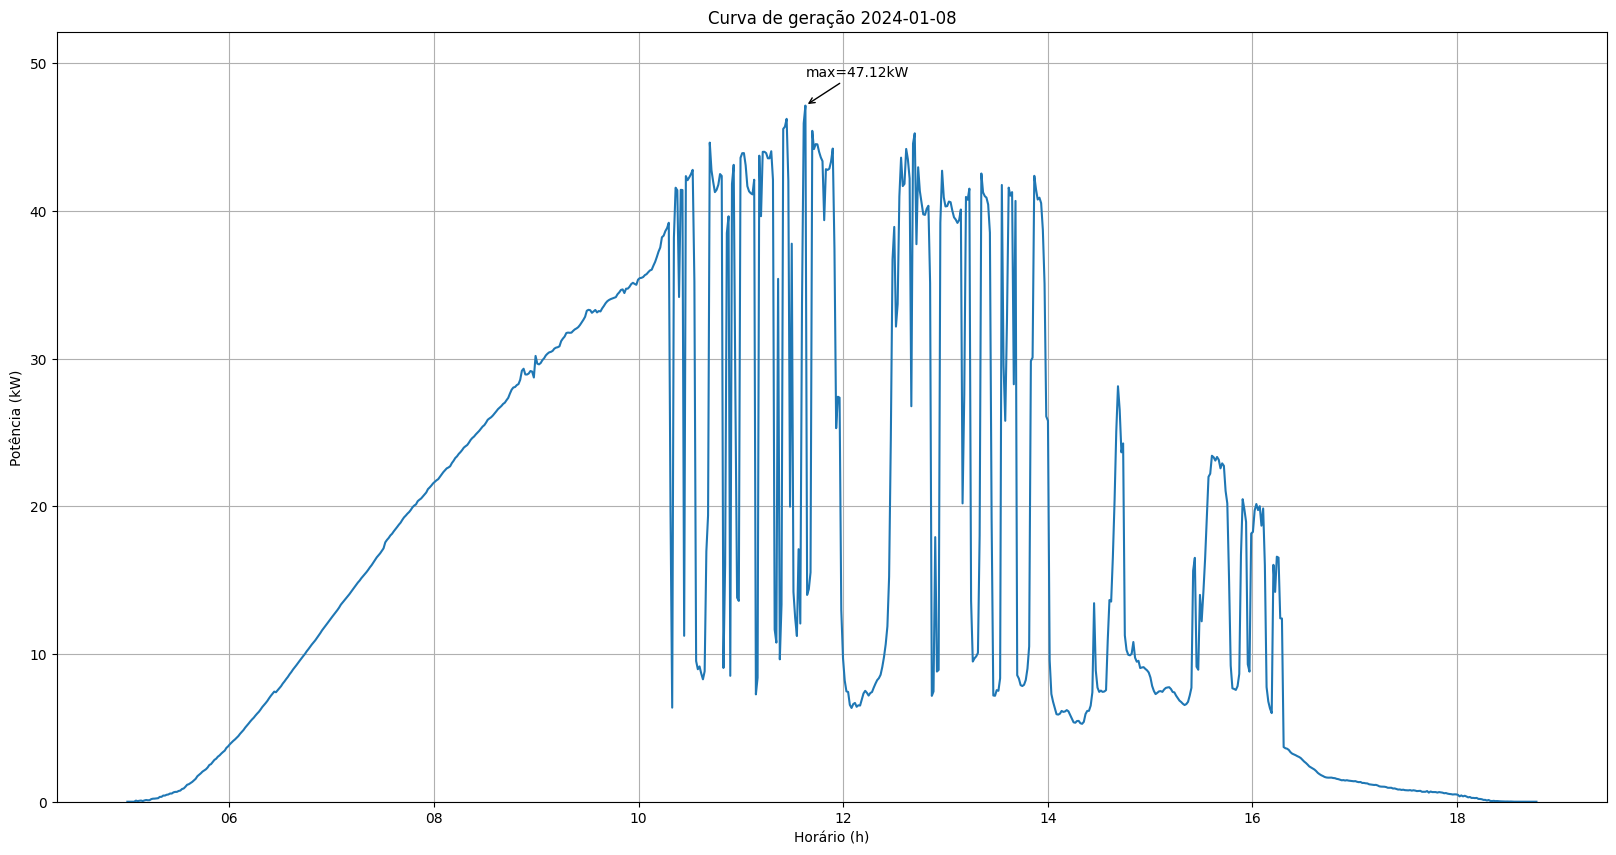 Curva de geração 2024-01-08
max=47.12kW
Potência (kW)
50
40
30
20
10
0
06 08 10 12 14 16 18
Horário (h)